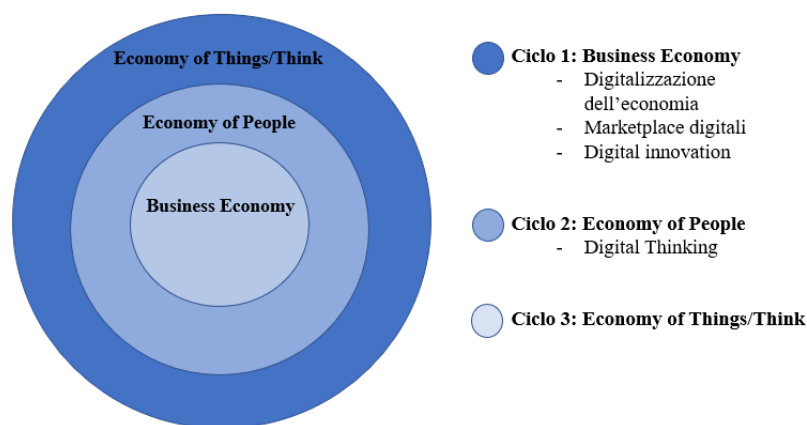 Economy of Things/Think
Economy of People
Business Economy
Ciclo 1: Business Economy
- Digitalizzazione
dell’economia
- Marketplace digitali
- Digital innovation
Ciclo 2: Economy of People
- Digital Thinking
Ciclo 3: Economy of Things/Think